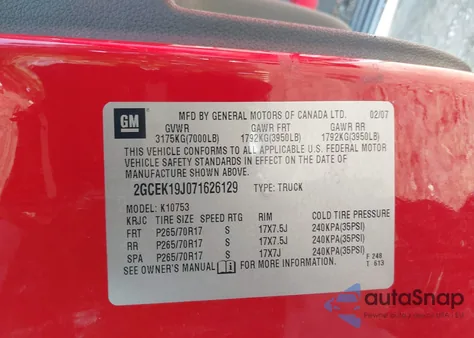 GM
MFD BY GENERAL MOTORS OF CANADA LTD. 02/07
GVWR GAWR FRT GAWR RR
3175KG(7000LB) 1792KG(3950LB) 1792KG(3950LB)
THIS VEHICLE CONFORMS TO ALL APPLICABLE U.S. FEDERAL MOTOR
VEHICLE SAFETY STANDARDS IN EFFECT ON THE DATE OF
MANUFACTURE SHOWN ABOVE.
2GCEK19J071626129 TYPE: TRUCK
MODEL: K10753
KRJC TIRE SIZE SPEED RTG RIM COLD TIRE PRESSURE
FRT P265/70R17 S 17X7.5J 240KPA(35PSI)
RR P265/70R17 S 17X7.5J 240KPA(35PSI)
SPA P265/70R17 S 17X7J 240KPA(35PSI)
SEE OWNER'S MANUAL FOR MORE INFORMATION. F 248
T 613
autoSnap